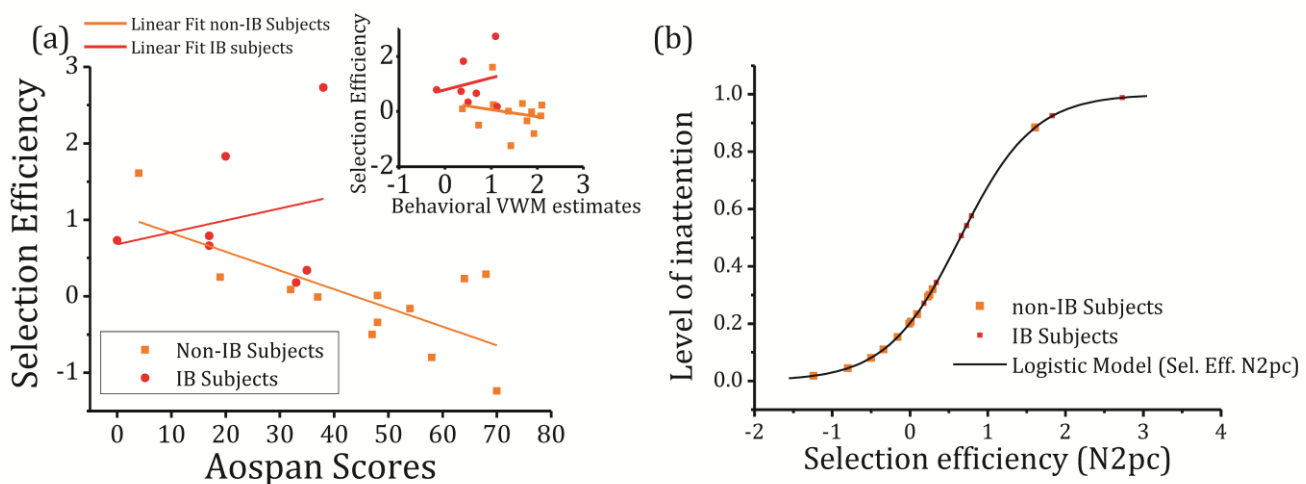 (a)
Linear Fit non-IB Subjects
Linear Fit IB subjects
Selection Efficiency
3
2
1
0
-1
0 10 20 30 40 50 60 70 80
Aospan Scores
Non-IB Subjects
IB Subjects
Selection Efficiency
2
0
2
-1 0 1 2 3
Behavioral VWM estimates
(b)
Level of inattention
1.0
0.8
0.6
0.4
0.2
0.0
-2 -1 0 1 2 3 4
Selection efficiency (N2pc)
non-IB Subjects
IB Subjects
Logistic Model (Sel. Eff. N2pc)